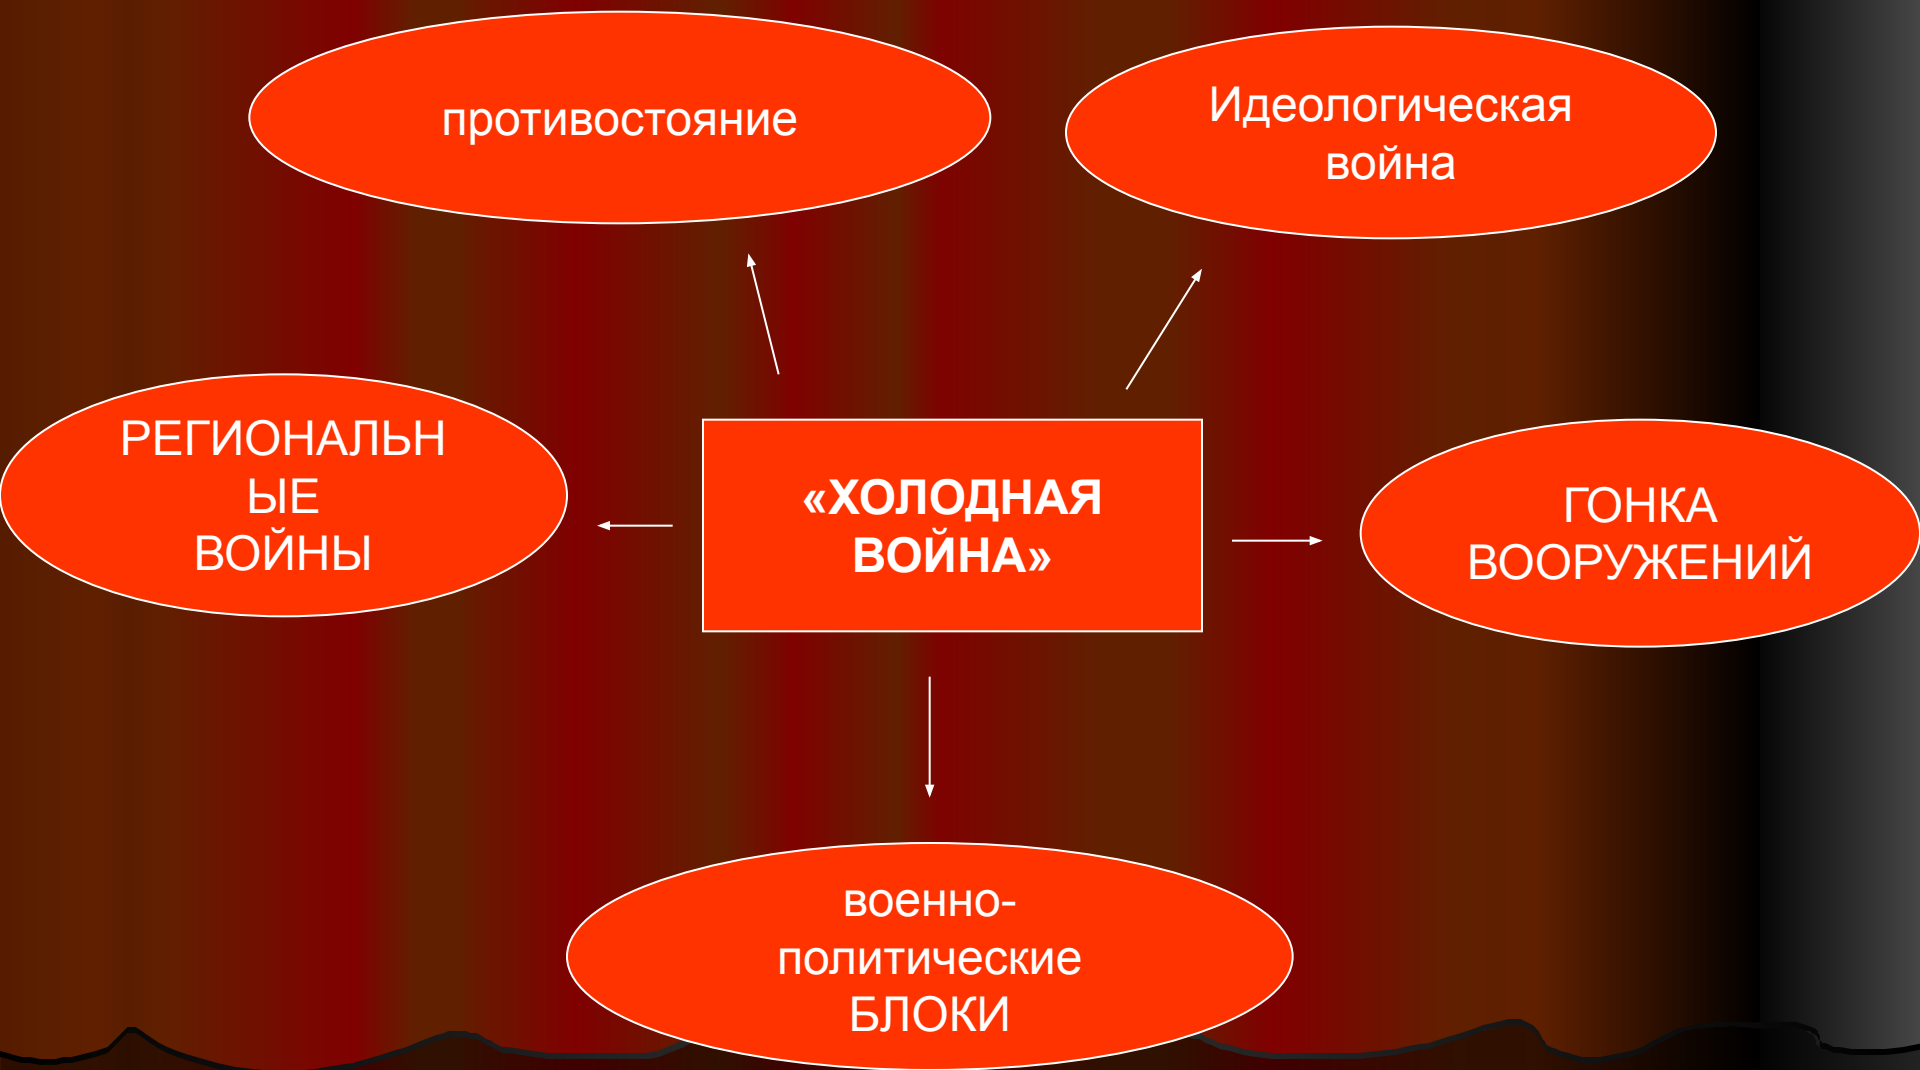 противостояние
Идеологическая
война
РЕГИОНАЛЬН
ЫЕ
ВОЙНЫ
«ХОЛОДНАЯ
ВОЙНА»
ГОНКА
ВООРУЖЕНИЙ
военно-
политические
БЛОКИ